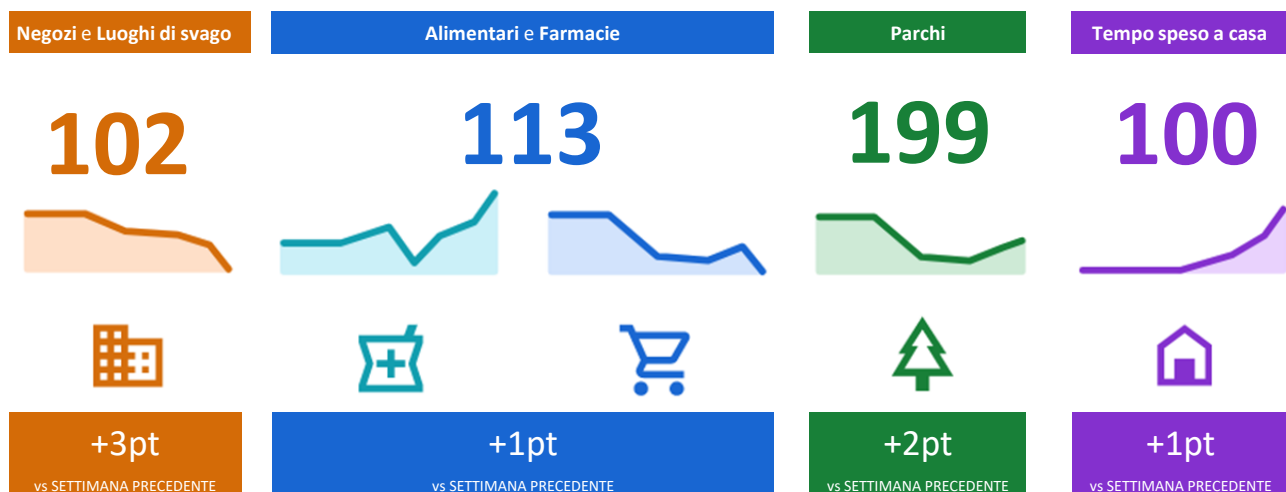 Negozi e Luoghi di svago
Alimentari e Farmacie
Parchi
Tempo speso a casa
102
113
199
100
+3pt
vs SETTIMANA PRECEDENTE
+1pt
vs SETTIMANA PRECEDENTE
+2pt
vs SETTIMANA PRECEDENTE
+1pt
vs SETTIMANA PRECEDENTE